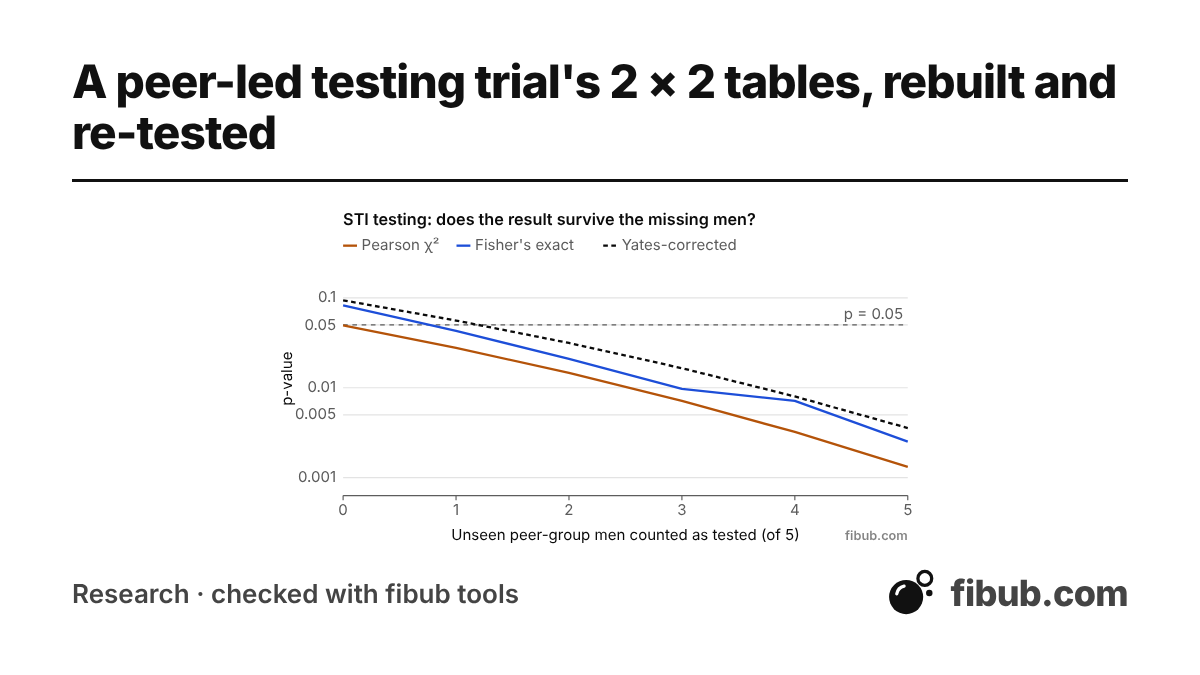 A peer-led testing trial's 2 × 2 tables, rebuilt and
re-tested
STI testing: does the result survive the missing men?
Pearson χ² Fisher's exact Yates-corrected
0.1
p = 0.05
0.05
p-value
0.01
0.005
0.001
0 1 2 3 4 5
Unseen peer-group men counted as tested (of 5)
fibub.com
Research · checked with fibub tools
fibub.com